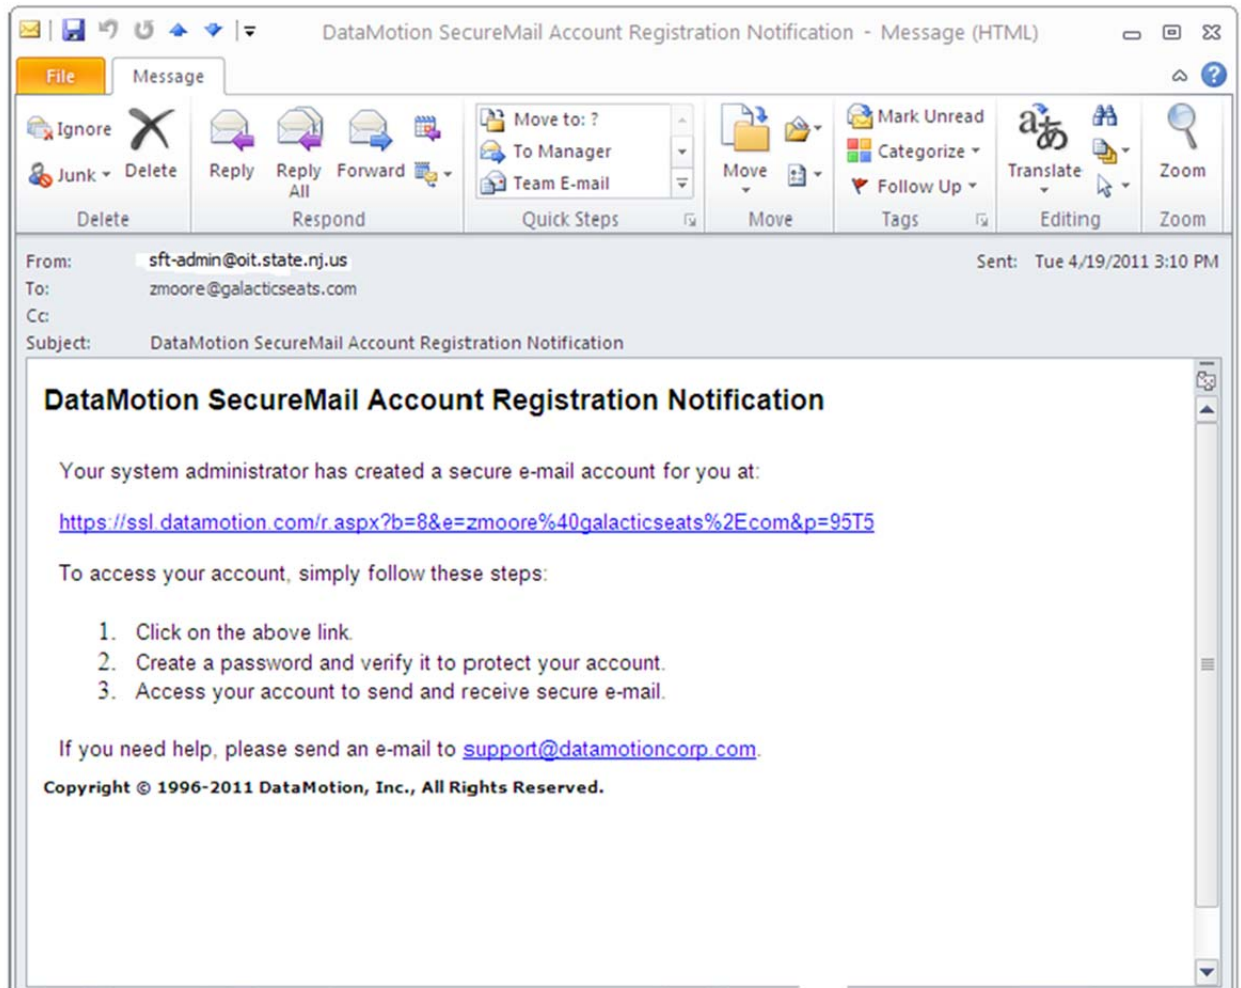 DataMotion SecureMail Account Registration Notification - Message (HTML)
File Message
Ignore
Junk
Delete
Reply
Reply All
Forward
Move to: ?
To Manager
Team E-mail
Move
Mark Unread
Categorize
Follow Up
Translate
Zoom
Delete Respond Quick Steps Move Tags Editing Zoom
From: sft-admin@oit.state.nj.us Sent: Tue 4/19/2011 3:10 PM
To: zmoore@galacticseats.com
Cc:
Subject: DataMotion SecureMail Account Registration Notification
DataMotion SecureMail Account Registration Notification
Your system administrator has created a secure e-mail account for you at:
https://ssl.datamotion.com/r.aspx?b=8&e=zmoore%40galacticseats%2Ecom&p=95T5
To access your account, simply follow these steps:
1. Click on the above link.
2. Create a password and verify it to protect your account.
3. Access your account to send and receive secure e-mail.
If you need help, please send an e-mail to support@datamotioncorp.com.
Copyright © 1996-2011 DataMotion, Inc., All Rights Reserved.